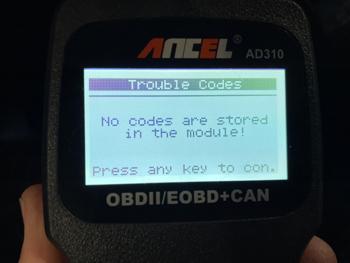 ANCEL®
AD310
Trouble Codes
No codes are stored
in the module!
Press any key to con.
OBDII/EOBD+CAN